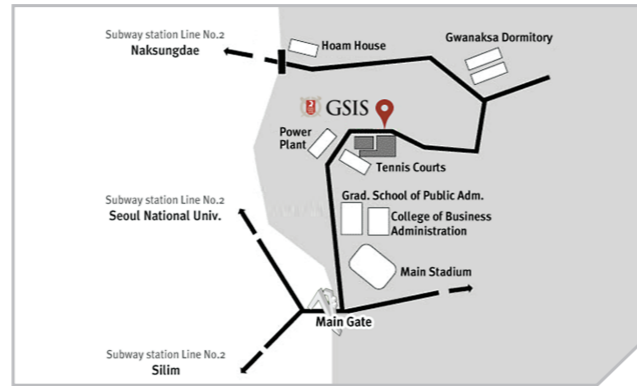 Subway station Line No.2
Naksungdae
Hoam House
Gwanaksa Dormitory
GSIS
Power
Plant
Tennis Courts
Grad. School of Public Adm.
College of Business
Administration
Subway station Line No.2
Seoul National Univ.
Main Stadium
Main Gate
Subway station Line No.2
Silim